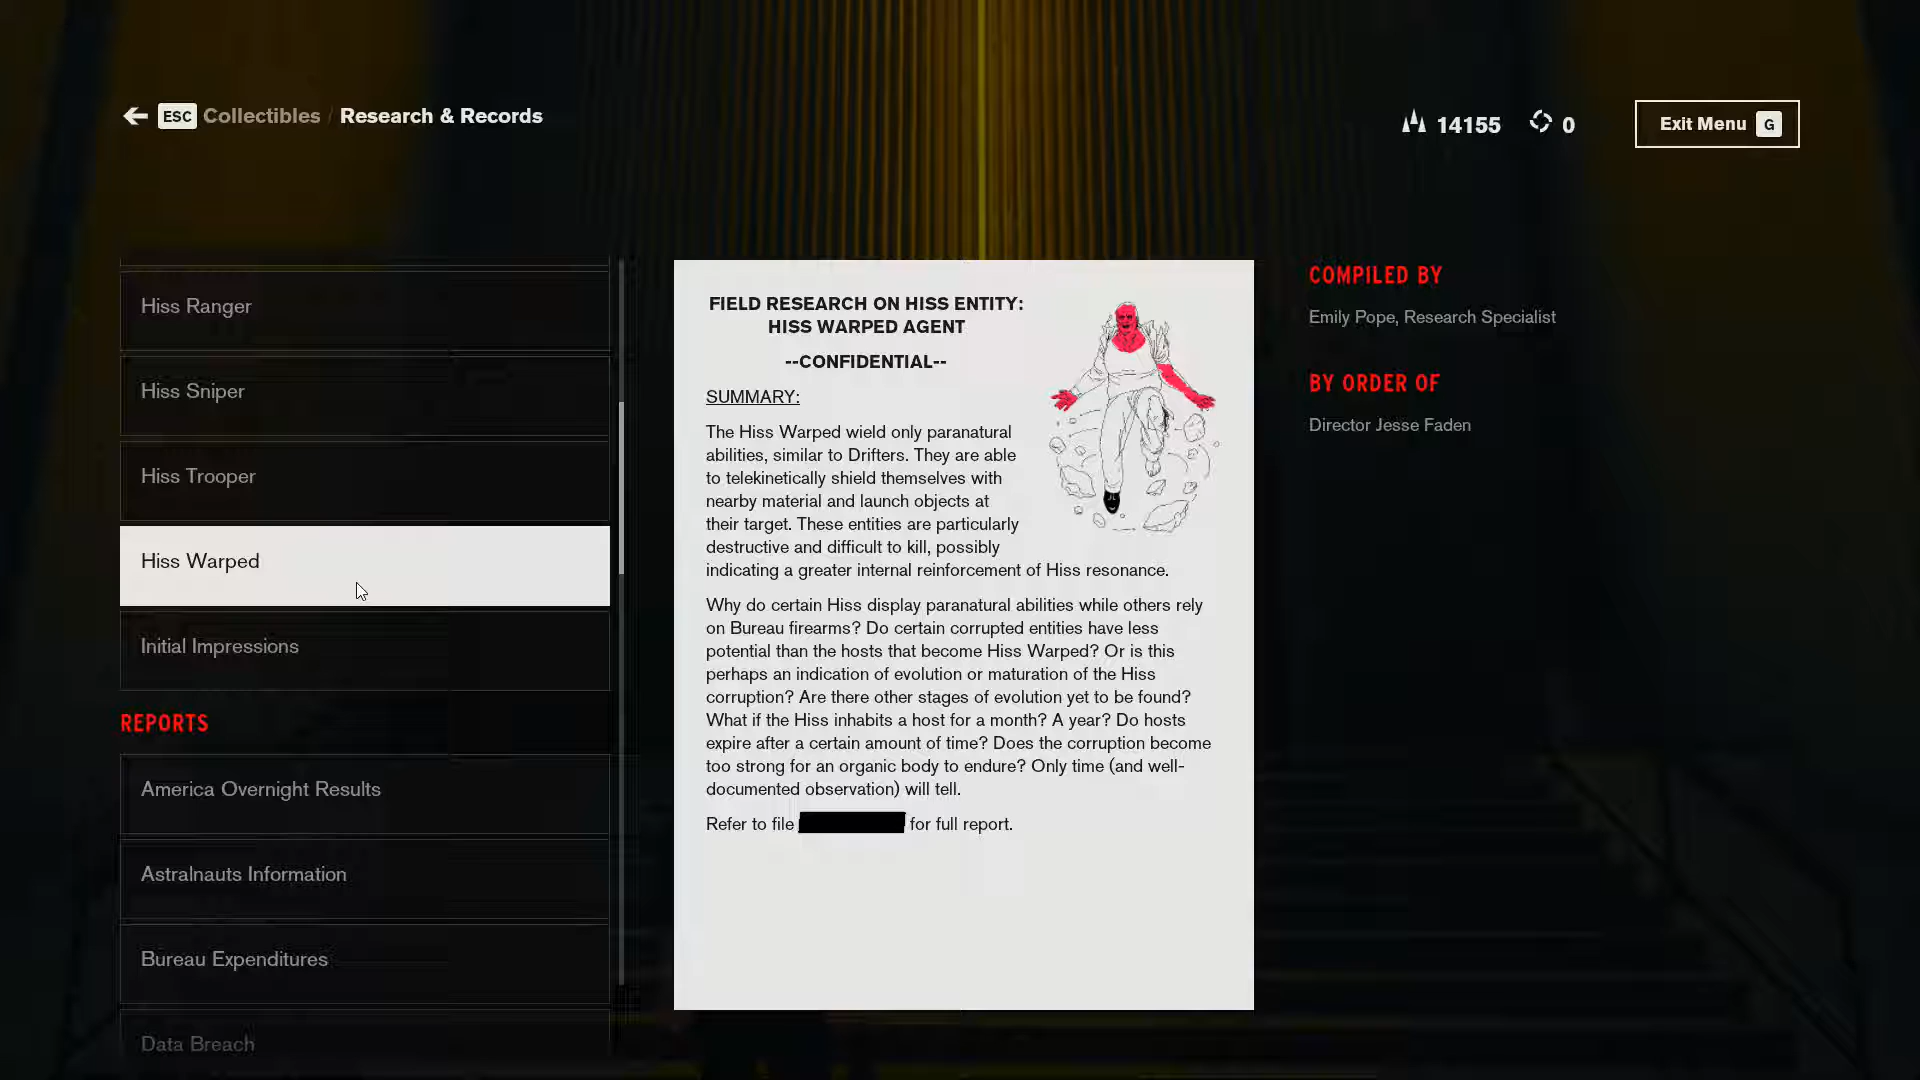 ESC Collectibles / Research & Records
14155
0
Exit Menu G
Hiss Ranger
Hiss Sniper
Hiss Trooper
Hiss Warped
Initial Impressions
REPORTS
America Overnight Results
Astralnauts Information
Bureau Expenditures
Data Breach
FIELD RESEARCH ON HISS ENTITY:
HISS WARPED AGENT
--CONFIDENTIAL--
SUMMARY:
The Hiss Warped wield only paranatural
abilities, similar to Drifters. They are able
to telekinetically shield themselves with
nearby material and launch objects at
their target. These entities are particularly
destructive and difficult to kill, possibly
indicating a greater internal reinforcement of Hiss resonance.
Why do certain Hiss display paranatural abilities while others rely
on Bureau firearms? Do certain corrupted entities have less
potential than the hosts that become Hiss Warped? Or is this
perhaps an indication of evolution or maturation of the Hiss
corruption? Are there other stages of evolution yet to be found?
What if the Hiss inhabits a host for a month? A year? Do hosts
expire after a certain amount of time? Does the corruption become
too strong for an organic body to endure? Only time (and well-
documented observation) will tell.
Refer to file for full report.
COMPILED BY
Emily Pope, Research Specialist
BY ORDER OF
Director Jesse Faden